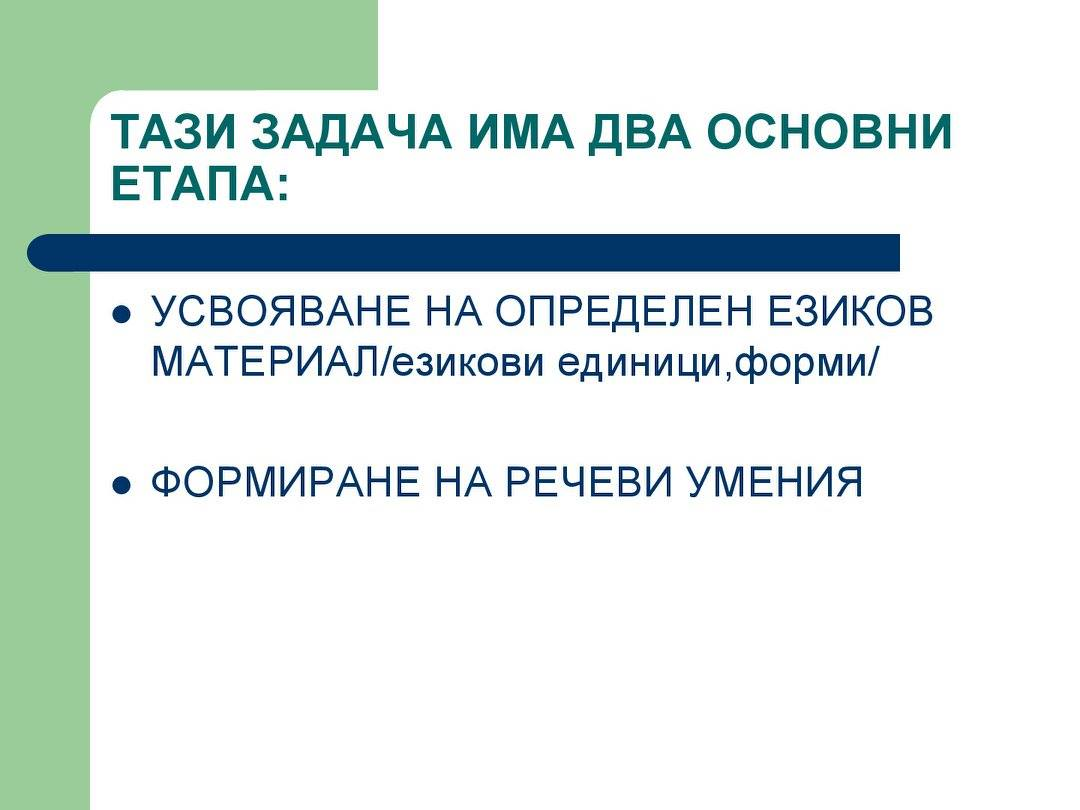 ТАЗИ ЗАДАЧА ИМА ДВА ОСНОВНИ
ЕТАПА:
УСВОЯВАНЕ НА ОПРЕДЕЛЕН ЕЗИКОВ
МАТЕРИАЛ/езикови единици,форми/
ФОРМИРАНЕ НА РЕЧЕВИ УМЕНИЯ